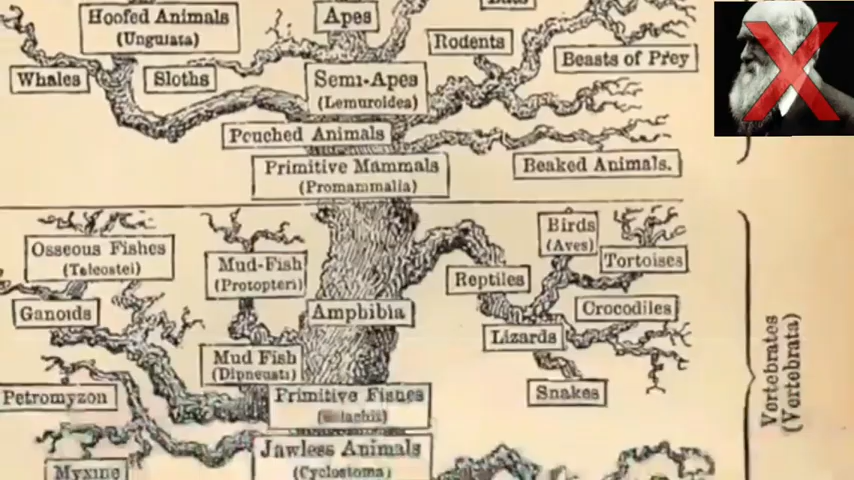 Hoofed Animals
(Ungulata)
Apes
Rodents
Beasts of Prey
Whales
Sloths
Semi-Apes
(Lemuroidea)
Pouched Animals
Primitive Mammals
(Promammalia)
Beaked Animals.
Osseous Fishes
(Teleostei)
Mud-Fish
(Protopteri)
Birds
(Aves)
Tortoises
Reptiles
Ganoids
Amphibia
Crocodiles
Lizards
Mud Fish
(Dipneusti)
Snakes
Petromyzon
Primitive Fishes
(Selachii)
Jawless Animals
(Cyclostoma)
Myxine
Vertebrates
(Vertebrata)